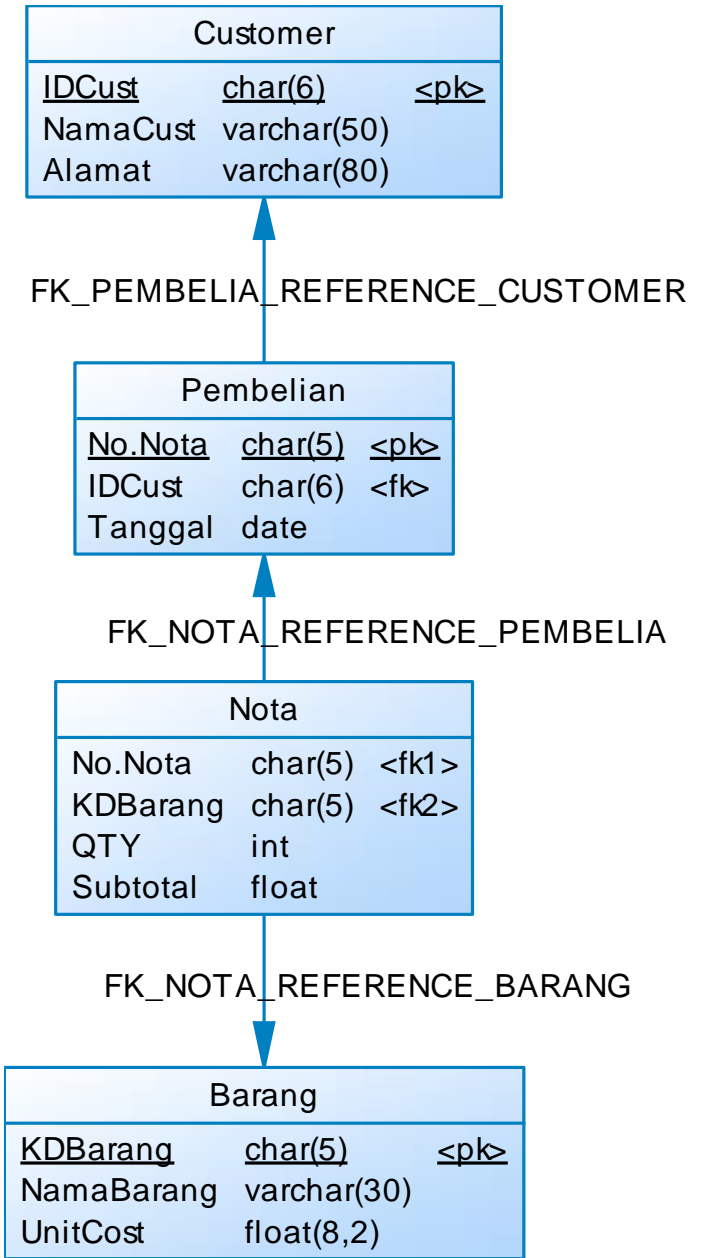 Customer
IDCust char(6) <pk>
NamaCust varchar(50)
Alamat varchar(80)
FK_PEMBELIA_REFERENCE_CUSTOMER
Pembelian
No.Nota char(5) <pk>
IDCust char(6) <fk>
Tanggal date
FK_NOTA_REFERENCE_PEMBELIA
Nota
No.Nota char(5) <fk1>
KDBarang char(5) <fk2>
QTY int
Subtotal float
FK_NOTA_REFERENCE_BARANG
Barang
KDBarang char(5) <pk>
NamaBarang varchar(30)
UnitCost float(8,2)